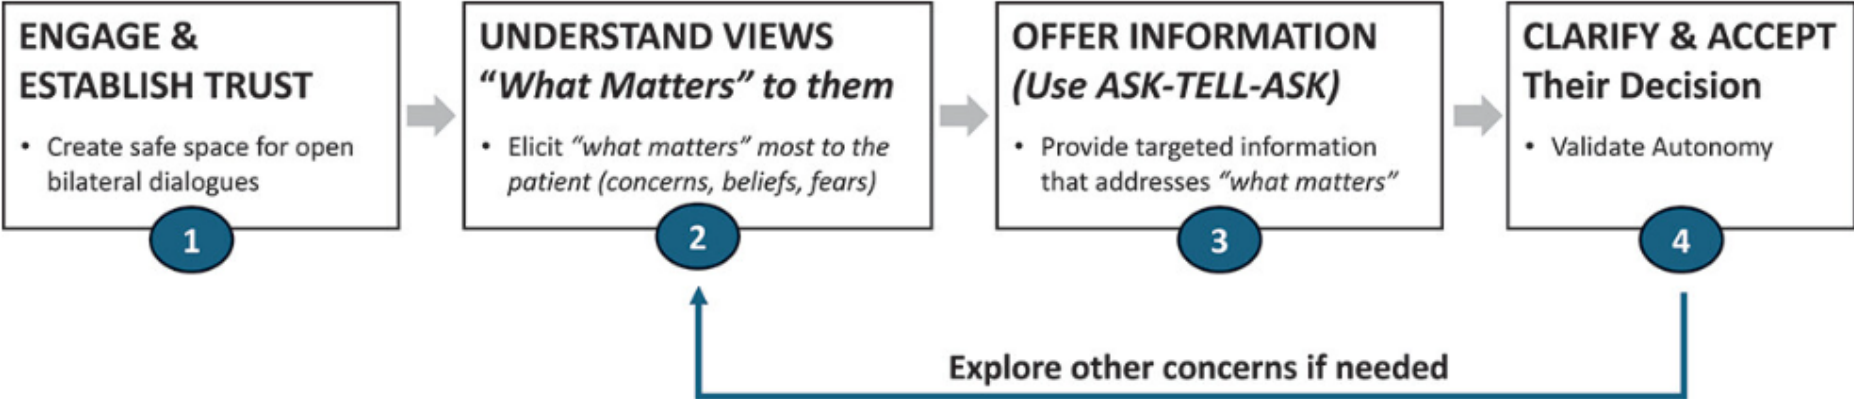 ENGAGE &
ESTABLISH TRUST
• Create safe space for open
bilateral dialogues
1
UNDERSTAND VIEWS
“What Matters” to them
• Elicit “what matters” most to the
patient (concerns, beliefs, fears)
2
OFFER INFORMATION
(Use ASK-TELL-ASK)
• Provide targeted information
that addresses “what matters”
3
CLARIFY & ACCEPT
Their Decision
• Validate Autonomy
4
Explore other concerns if needed